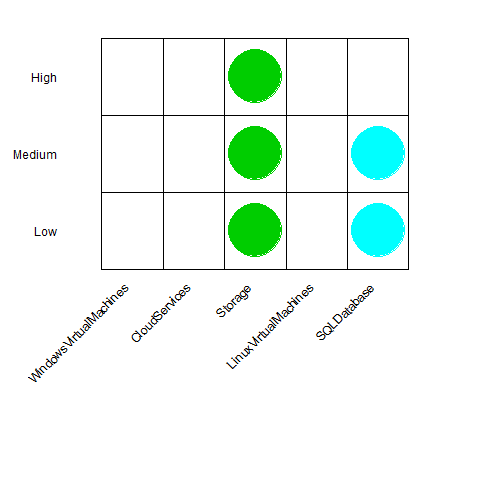 High
Medium
Low
WindowsVirtualMachines
CloudServices
Storage
LinuxVirtualMachines
SQLDatabase